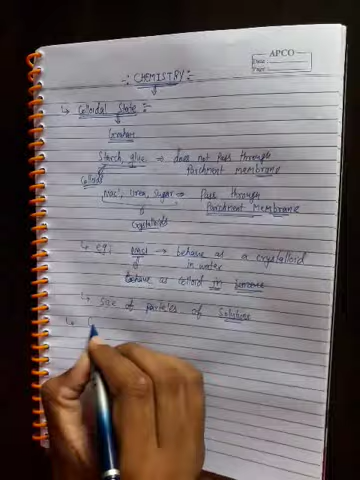 APCO
Date :
Page :
-: CHEMISTRY :-
↳ Colloidal State :-
Graham
Starch, glue ⇒ does not Pass through
Parchment membrane
Colloids
NaCl, Urea, Sugar ⇒ Pass through
Parchment Membrane
Crystalloids
↳ eg: NaCl → behave as a crystalloid
in water
Behave as colloid in benzene
↳ Size of particles of Solution
↳